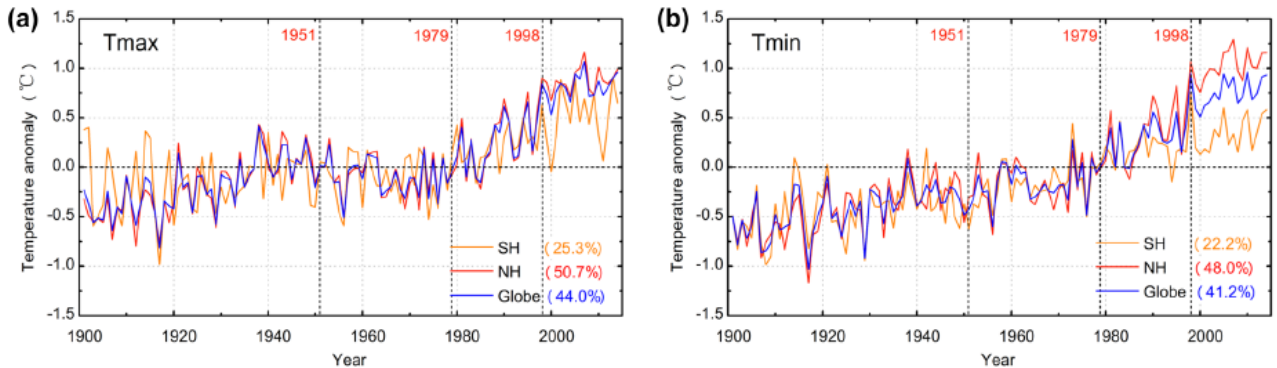 (a)
Tmax
1951
1979
1998
1.5
1.0
0.5
0.0
-0.5
-1.0
-1.5
Temperature anomaly (℃)
SH (25.3%)
NH (50.7%)
Globe (44.0%)
1900 1920 1940 1960 1980 2000
Year
(b)
Tmin
1951
1979
1998
1.5
1.0
0.5
0.0
-0.5
-1.0
-1.5
Temperature anomaly (℃)
SH (22.2%)
NH (48.0%)
Globe (41.2%)
1900 1920 1940 1960 1980 2000
Year